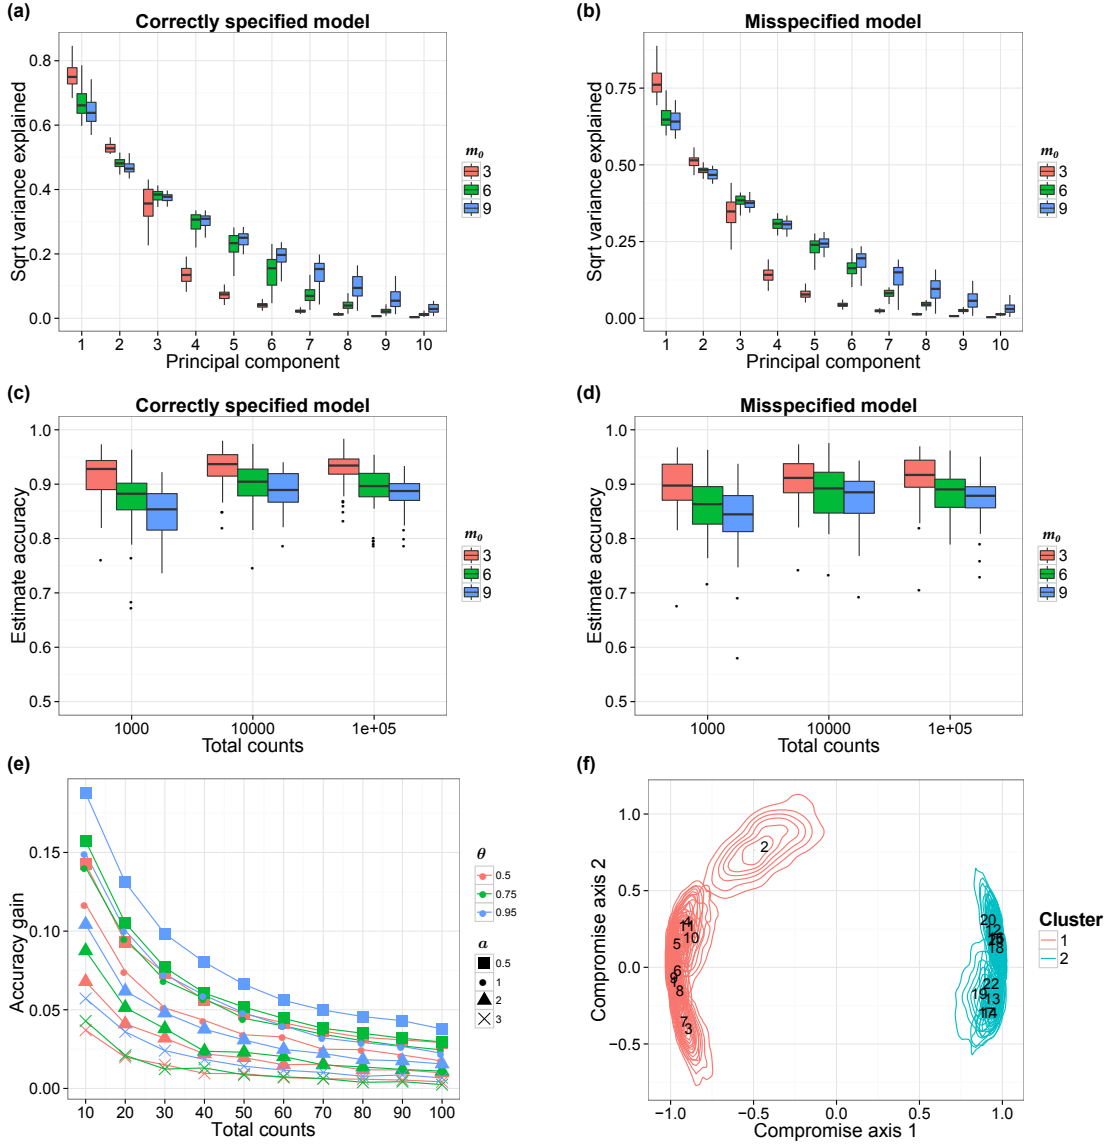 (a)
Correctly specified model
Sqrt variance explained
0.8
0.6
0.4
0.2
0.0
1 2 3 4 5 6 7 8 9 10
Principal component
m0
3
6
9
(b)
Misspecified model
Sqrt variance explained
0.75
0.50
0.25
0.00
1 2 3 4 5 6 7 8 9 10
Principal component
m0
3
6
9
(c)
Correctly specified model
Estimate accuracy
1.0
0.9
0.8
0.7
0.6
0.5
1000 10000 1e+05
Total counts
m0
3
6
9
(d)
Misspecified model
Estimate accuracy
1.0
0.9
0.8
0.7
0.6
0.5
1000 10000 1e+05
Total counts
m0
3
6
9
(e)
Accuracy gain
0.15
0.10
0.05
0.00
10 20 30 40 50 60 70 80 90 100
Total counts
θ
0.5
0.75
0.95
a
0.5
1
2
3
(f)
Compromise axis 2
1.0
0.5
0.0
−0.5
2
10
5
6
8
7
3
20
12
18
22
19
13
−1.0 −0.5 0.0 0.5 1.0
Compromise axis 1
Cluster
1
2